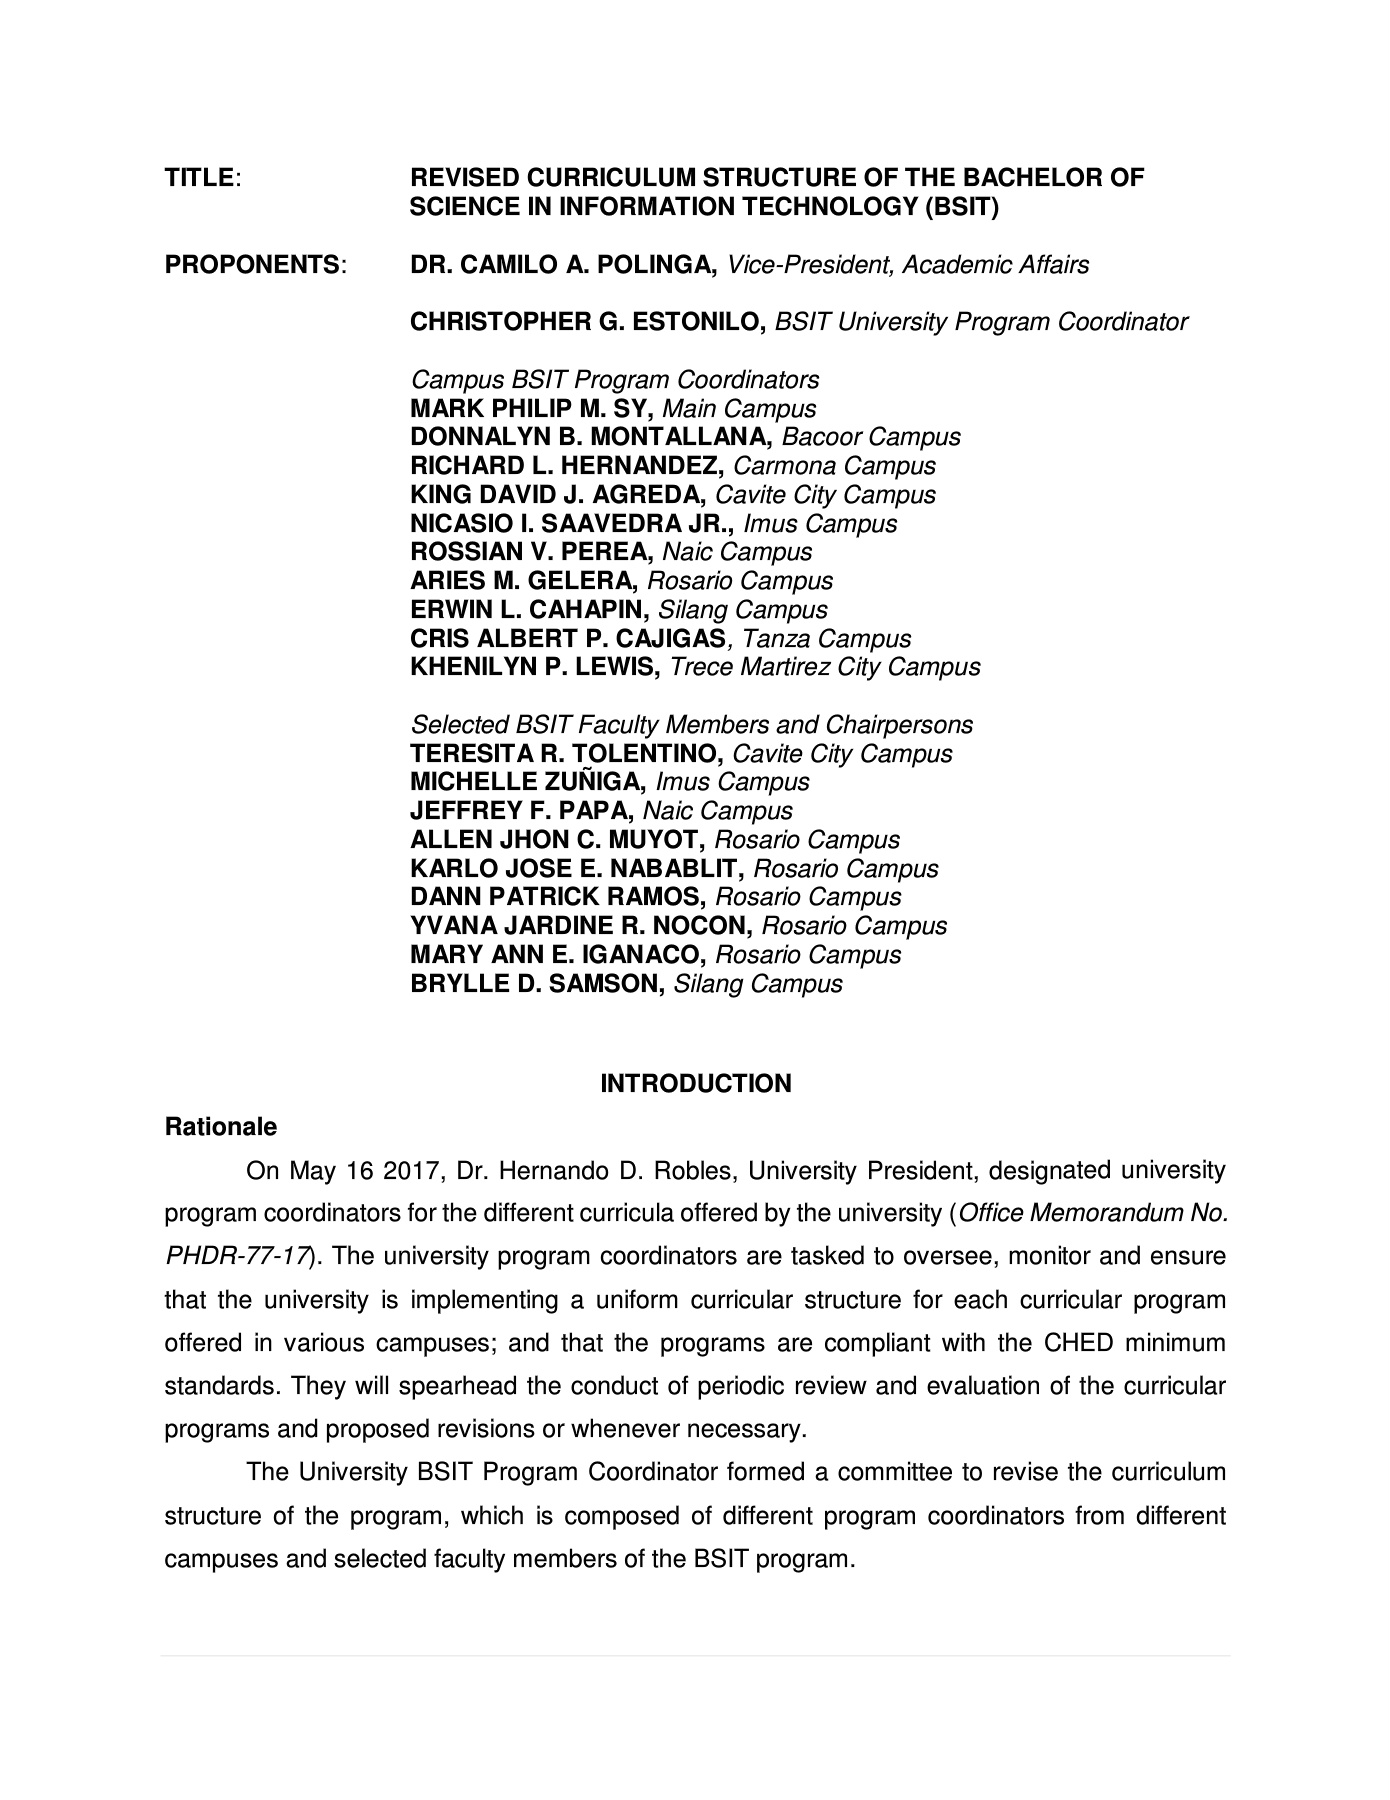 TITLE: REVISED CURRICULUM STRUCTURE OF THE BACHELOR OF
SCIENCE IN INFORMATION TECHNOLOGY (BSIT)
PROPONENTS: DR. CAMILO A. POLINGA, Vice-President, Academic Affairs
CHRISTOPHER G. ESTONILO, BSIT University Program Coordinator
Campus BSIT Program Coordinators
MARK PHILIP M. SY, Main Campus
DONNALYN B. MONTALLANA, Bacoor Campus
RICHARD L. HERNANDEZ, Carmona Campus
KING DAVID J. AGREDA, Cavite City Campus
NICASIO I. SAAVEDRA JR., Imus Campus
ROSSIAN V. PEREA, Naic Campus
ARIES M. GELERA, Rosario Campus
ERWIN L. CAHAPIN, Silang Campus
CRIS ALBERT P. CAJIGAS, Tanza Campus
KHENILYN P. LEWIS, Trece Martirez City Campus
Selected BSIT Faculty Members and Chairpersons
TERESITA R. TOLENTINO, Cavite City Campus
MICHELLE ZUÑIGA, Imus Campus
JEFFREY F. PAPA, Naic Campus
ALLEN JHON C. MUYOT, Rosario Campus
KARLO JOSE E. NABABLIT, Rosario Campus
DANN PATRICK RAMOS, Rosario Campus
YVANA JARDINE R. NOCON, Rosario Campus
MARY ANN E. IGANACO, Rosario Campus
BRYLLE D. SAMSON, Silang Campus
INTRODUCTION
Rationale
On May 16 2017, Dr. Hernando D. Robles, University President, designated university
program coordinators for the different curricula offered by the university (Office Memorandum No.
PHDR-77-17). The university program coordinators are tasked to oversee, monitor and ensure
that the university is implementing a uniform curricular structure for each curricular program
offered in various campuses; and that the programs are compliant with the CHED minimum
standards. They will spearhead the conduct of periodic review and evaluation of the curricular
programs and proposed revisions or whenever necessary.
The University BSIT Program Coordinator formed a committee to revise the curriculum
structure of the program, which is composed of different program coordinators from different
campuses and selected faculty members of the BSIT program.